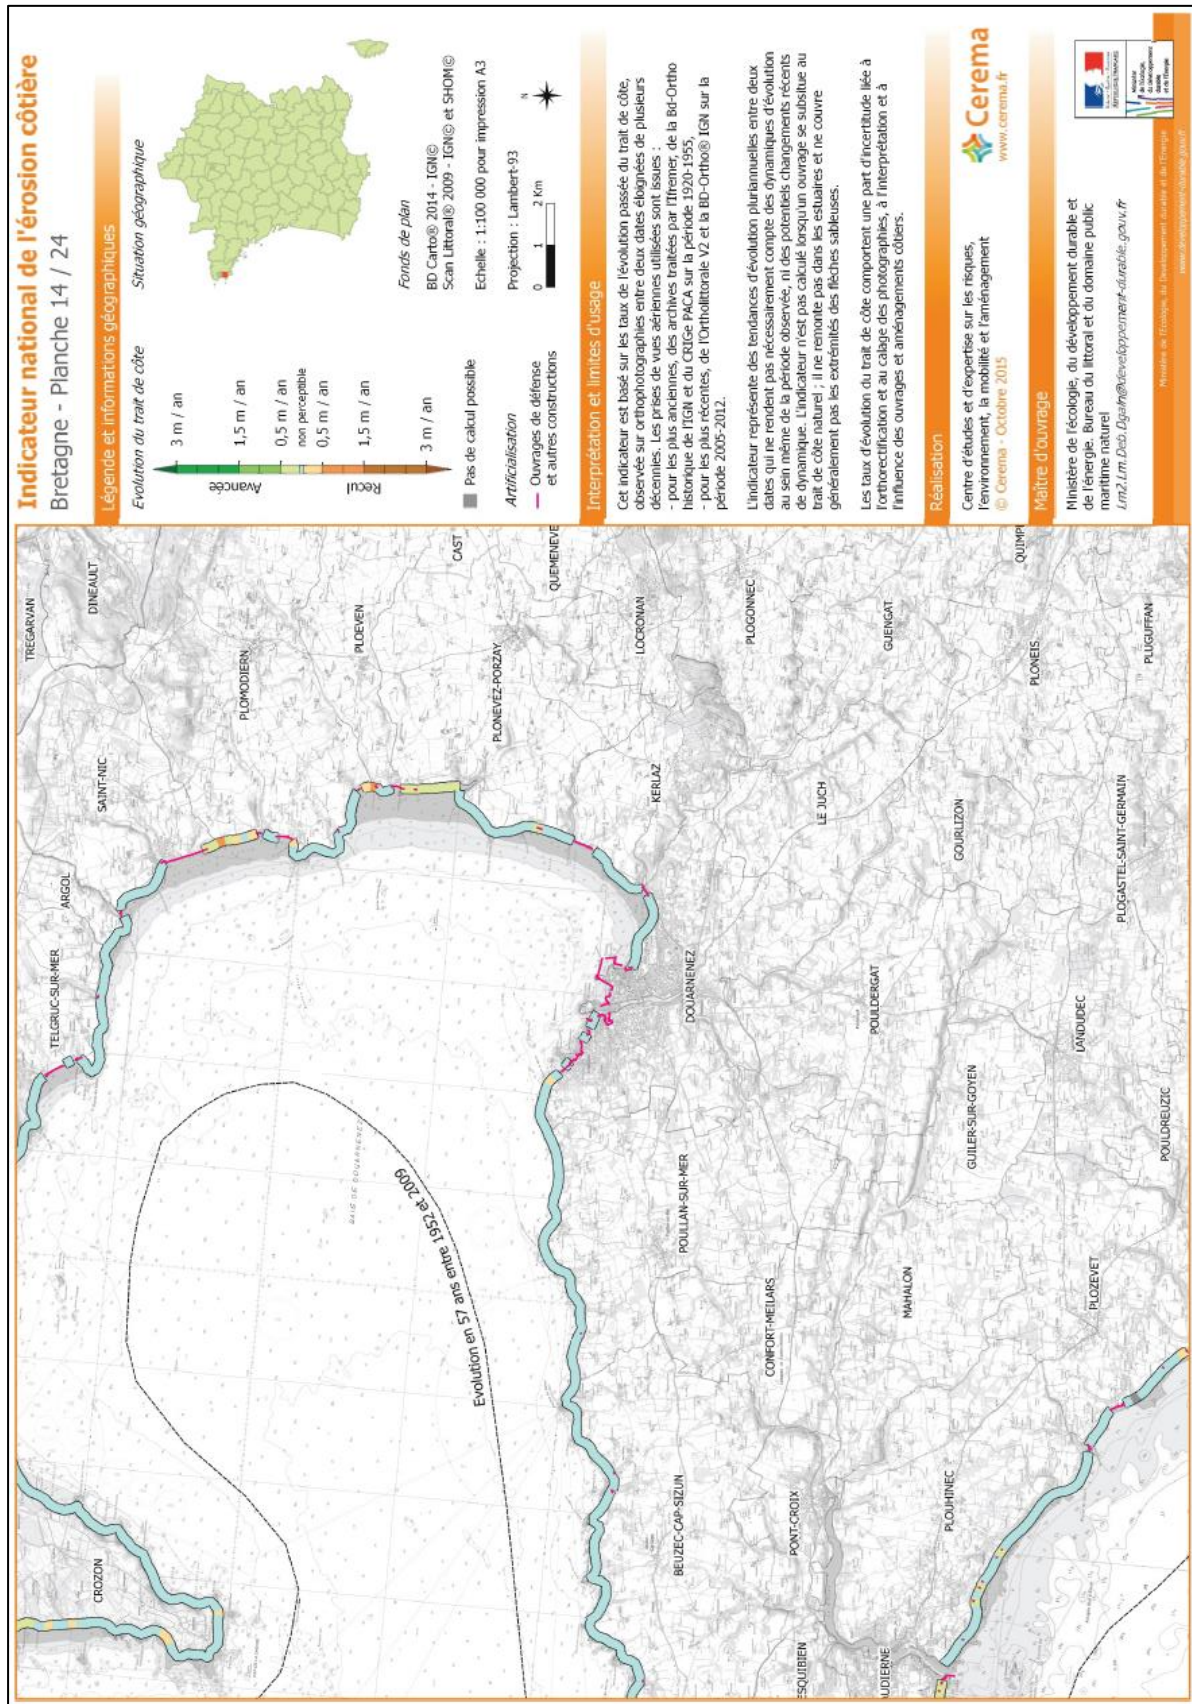 Indicateur national de l'érosion côtière
Bretagne - Planche 14 / 24
Légende et informations géographiques
Evolution du trait de côte
Situation géographique
3 m / an
1,5 m / an
0,5 m / an
non perceptible
0,5 m / an
1,5 m / an
3 m / an
Avancée
Recul
Pas de calcul possible
Artificialisation
Ouvrages de défense
et autres constructions
Fonds de plan
BD Carto® 2014 - IGN©
Scan Littoral® 2009 - IGN© et SHOM©
Echelle : 1:100 000 pour impression A3
Projection : Lambert-93
0 1 2 Km
N
Interprétation et limites d'usage
Cet indicateur est basé sur les taux de l'évolution passée du trait de côte,
observée sur orthophotographies entre deux dates éloignées de plusieurs
décennies. Les prises de vues aériennes utilisées sont issues :
- pour les plus anciennes, des archives traitées par l'Ifremer, de la Bd-Ortho
historique de l'IGN et du CRIGe PACA sur la période 1920-1955,
- pour les plus récentes, de l'Ortholittorale V2 et la BD-Ortho® IGN sur la
période 2005-2012.
L'indicateur représente des tendances d'évolution pluriannuelles entre deux
dates qui ne rendent pas nécessairement compte des dynamiques d'évolution
au sein même de la période observée, ni des potentiels changements récents
de dynamique. L'indicateur n'est pas calculé lorsqu'un ouvrage se substitue au
trait de côte naturel ; il ne remonte pas dans les estuaires et ne couvre
généralement pas les extrémités des flèches sableuses.
Les taux d'évolution du trait de côte comportent une part d'incertitude liée à
l'orthorectification et au calage des photographies, à l'interprétation et à
l'influence des ouvrages et aménagements côtiers.
Réalisation
Centre d'études et d'expertise sur les risques,
l'environnement, la mobilité et l'aménagement
© Cerema - Octobre 2015
Cerema
www.cerema.fr
Maître d'ouvrage
Ministère de l'écologie, du développement durable et
de l'énergie. Bureau du littoral et du domaine public
maritime naturel
Ministère de l'Ecologie, du Développement durable et de l'Energie
www.developpement-durable.gouv.fr
TREGARVAN
DINEAULT
SAINT-NIC
ARGOL
TELGRUC-SUR-MER
CROZON
PLOMODIERN
PLOEVEN
CAST
PLONEVEZ-PORZAY
QUEMENEVE
BAIE DE DOUARNENEZ
Evolution en 57 ans entre 1952 et 2009
LOCRONAN
KERLAZ
DOUARNENEZ
POULLAN-SUR-MER
BEUZEC-CAP-SIZUN
PLOGONNEC
LE JUCH
CONFORT-MEILARS
PONT-CROIX
ESQUIBIEN
GUENGAT
POULDERGAT
MAHALON
UDIERNE
GOURLIZON
GUILER-SUR-GOYEN
PLOUHINEC
QUIMP
PLONEIS
LANDUDEC
PLOZEVET
PLUGUFFAN
PLOGASTEL-SAINT-GERMAIN
POULDREUZIC